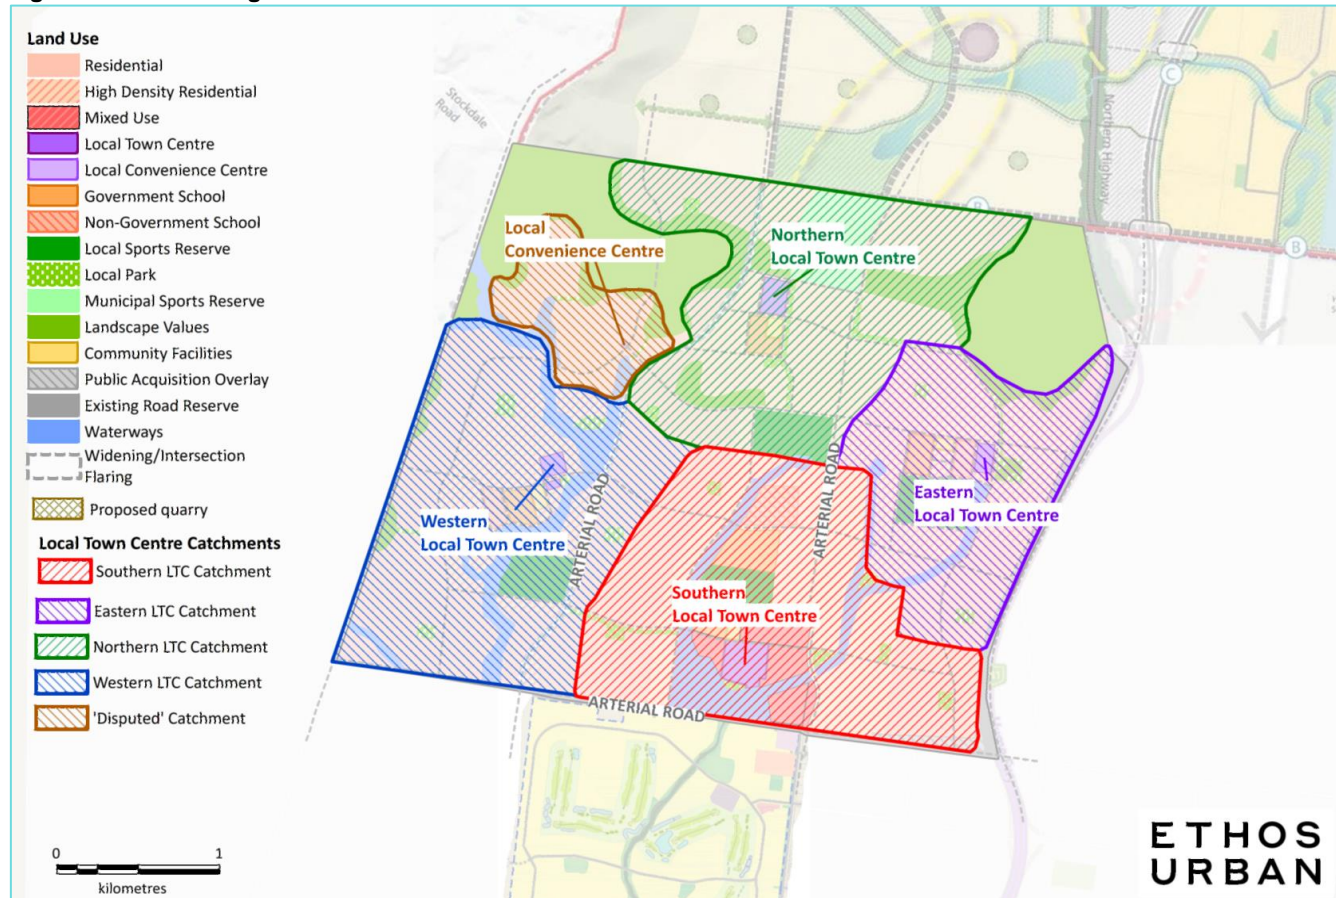 Land Use
Residential
High Density Residential
Mixed Use
Local Town Centre
Local Convenience Centre
Government School
Non-Government School
Local Sports Reserve
Local Park
Municipal Sports Reserve
Landscape Values
Community Facilities
Public Acquisition Overlay
Existing Road Reserve
Waterways
Widening/Intersection
Flaring
Proposed quarry
Local Town Centre Catchments
Southern LTC Catchment
Eastern LTC Catchment
Northern LTC Catchment
Western LTC Catchment
'Disputed' Catchment
0 1
kilometres
Stockdale
Road
Northern Highway
C
B
B
Local
Convenience Centre
Northern
Local Town Centre
Western
Local Town Centre
Eastern
Local Town Centre
Southern
Local Town Centre
ARTERIAL ROAD
ARTERIAL ROAD
ARTERIAL ROAD
ETHOS
URBAN